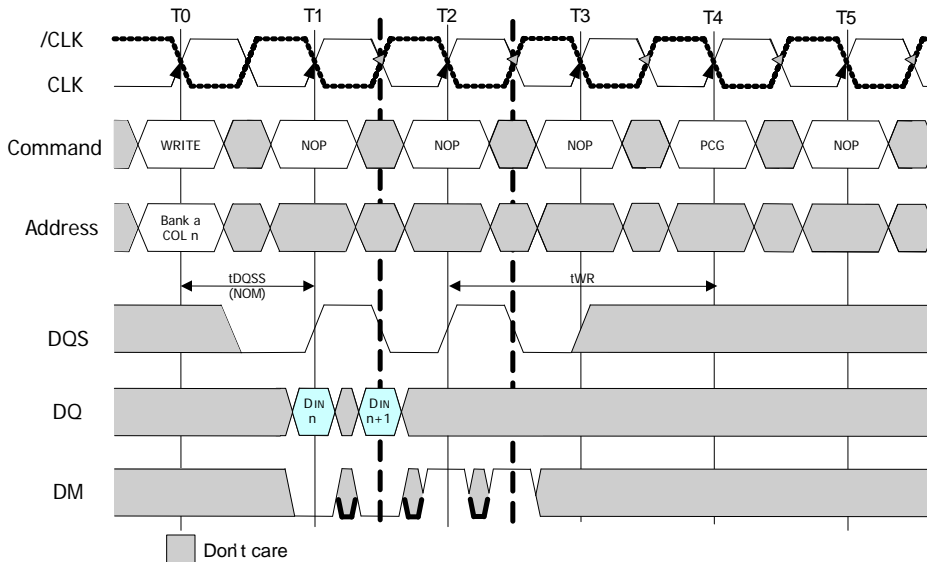 T0 T1 T2 T3 T4 T5
/CLK
CLK
Command WRITE NOP NOP NOP PCG NOP
Address Bank a
COL n
tDQSS
(NOM)
tWR
DQS
DQ DIN
n
DIN
n+1
DM
Don't care